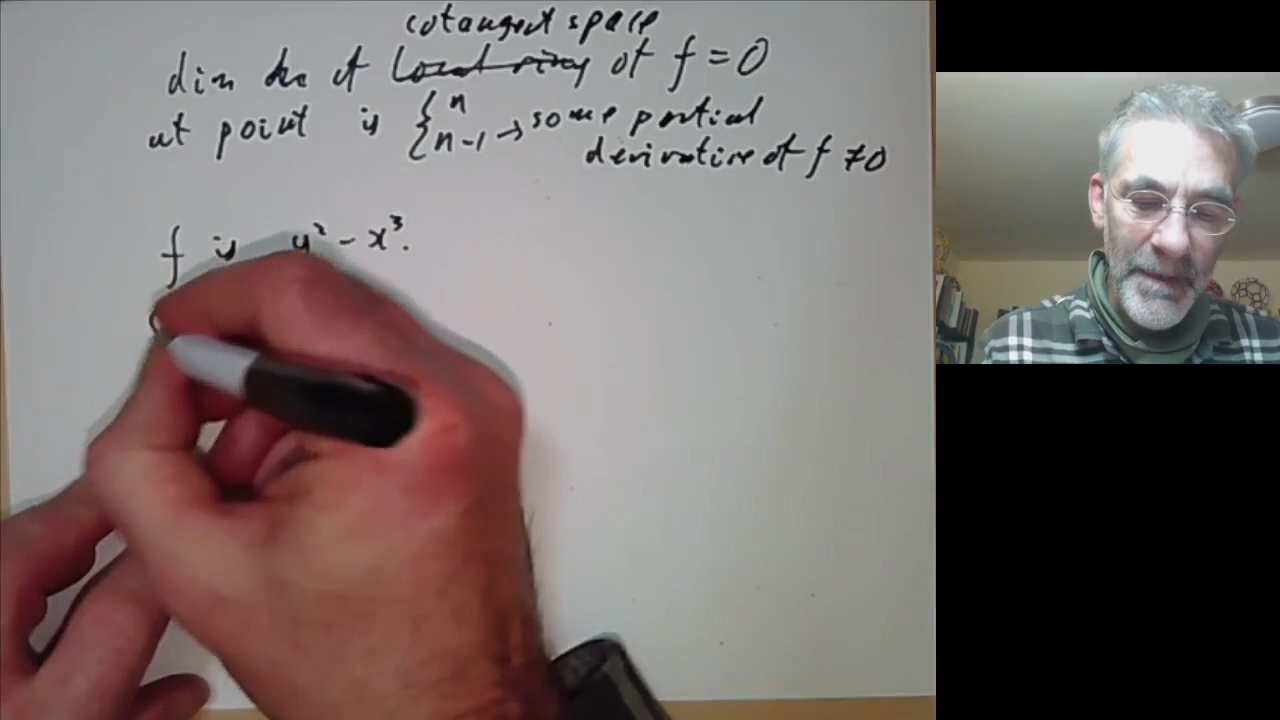 cotangent space
dim of local ring of f = 0
at point is { n
n-1 → some partial
derivative of f ≠ 0
f is y² - x³.